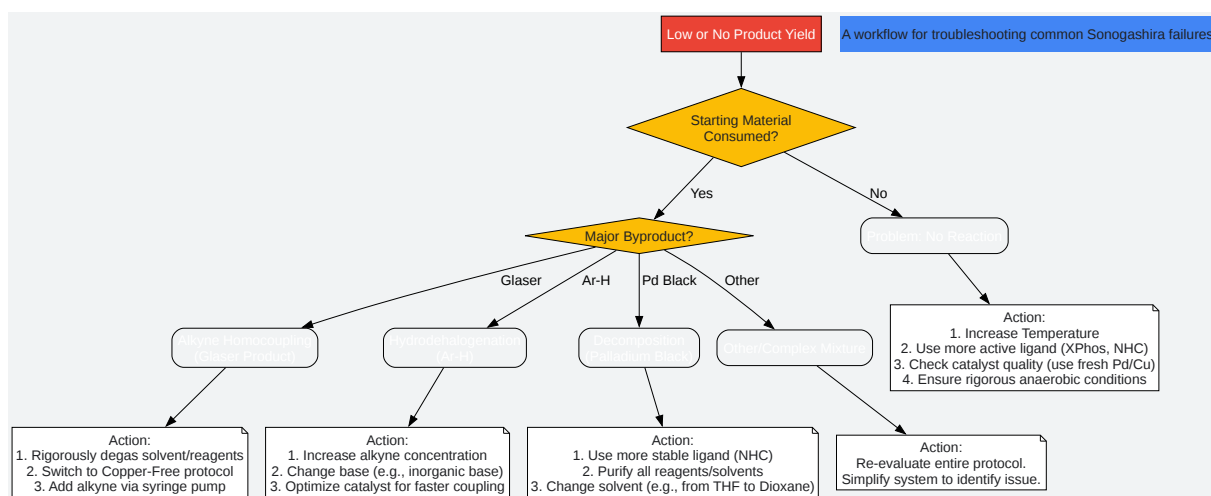 Low or No Product Yield
A workflow for troubleshooting common Sonogashira failures
Starting Material
Consumed?
Yes
No
Major Byproduct?
Problem: No Reaction
Glaser
Ar-H
Pd Black
Other
Alkyne Homocoupling
(Glaser Product)
Hydrodehalogenation
(Ar-H)
Decomposition
(Palladium Black)
Other/Complex Mixture
Action:
1. Increase Temperature
2. Use more active ligand (XPhos, NHC)
3. Check catalyst quality (use fresh Pd/Cu)
4. Ensure rigorous anaerobic conditions
Action:
1. Rigorously degas solvent/reagents
2. Switch to Copper-Free protocol
3. Add alkyne via syringe pump
Action:
1. Increase alkyne concentration
2. Change base (e.g., inorganic base)
3. Optimize catalyst for faster coupling
Action:
1. Use more stable ligand (NHC)
2. Purify all reagents/solvents
3. Change solvent (e.g., from THF to Dioxane)
Action:
Re-evaluate entire protocol.
Simplify system to identify issue.